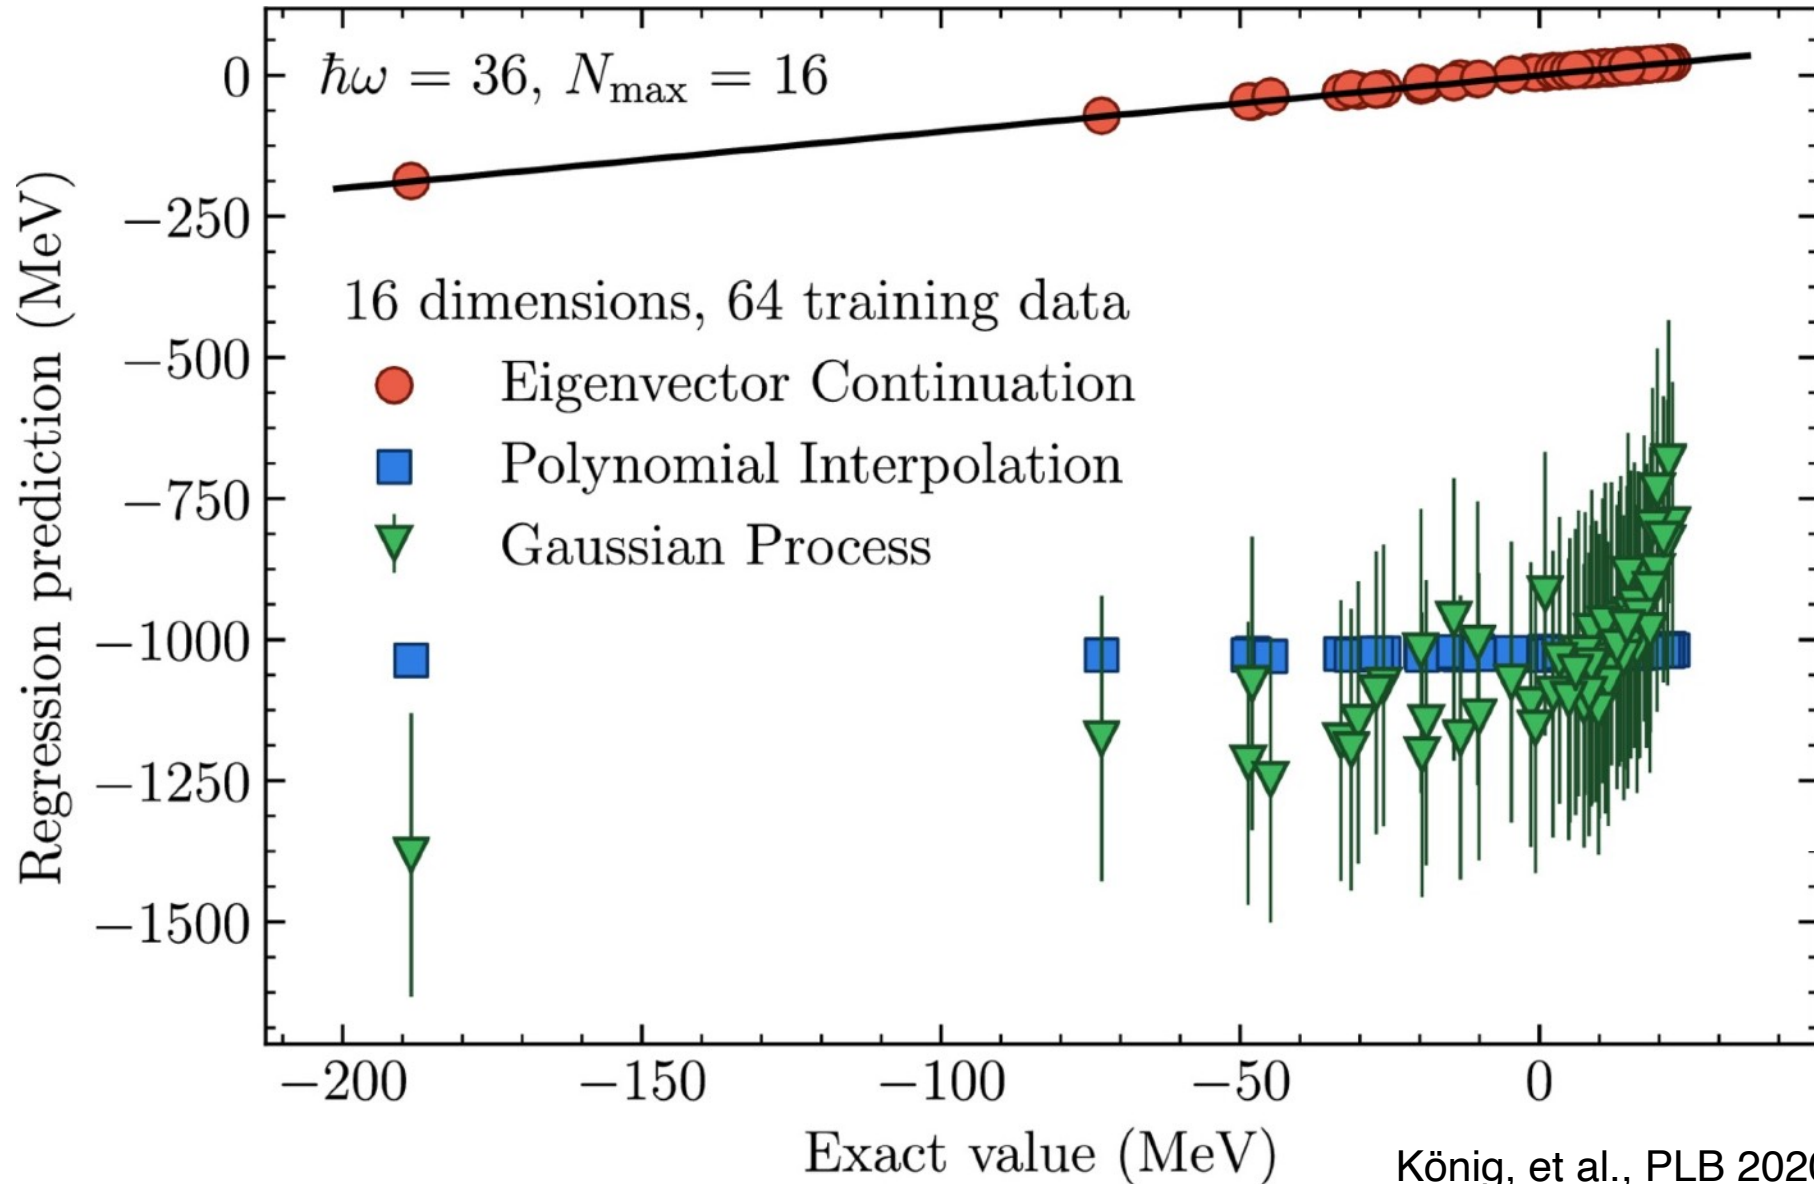 ħω = 36, N_max = 16
16 dimensions, 64 training data
Eigenvector Continuation
Polynomial Interpolation
Gaussian Process
Regression prediction (MeV)
0
−250
−500
−750
−1000
−1250
−1500
−200 −150 −100 −50 0
Exact value (MeV)
König, et al., PLB 202